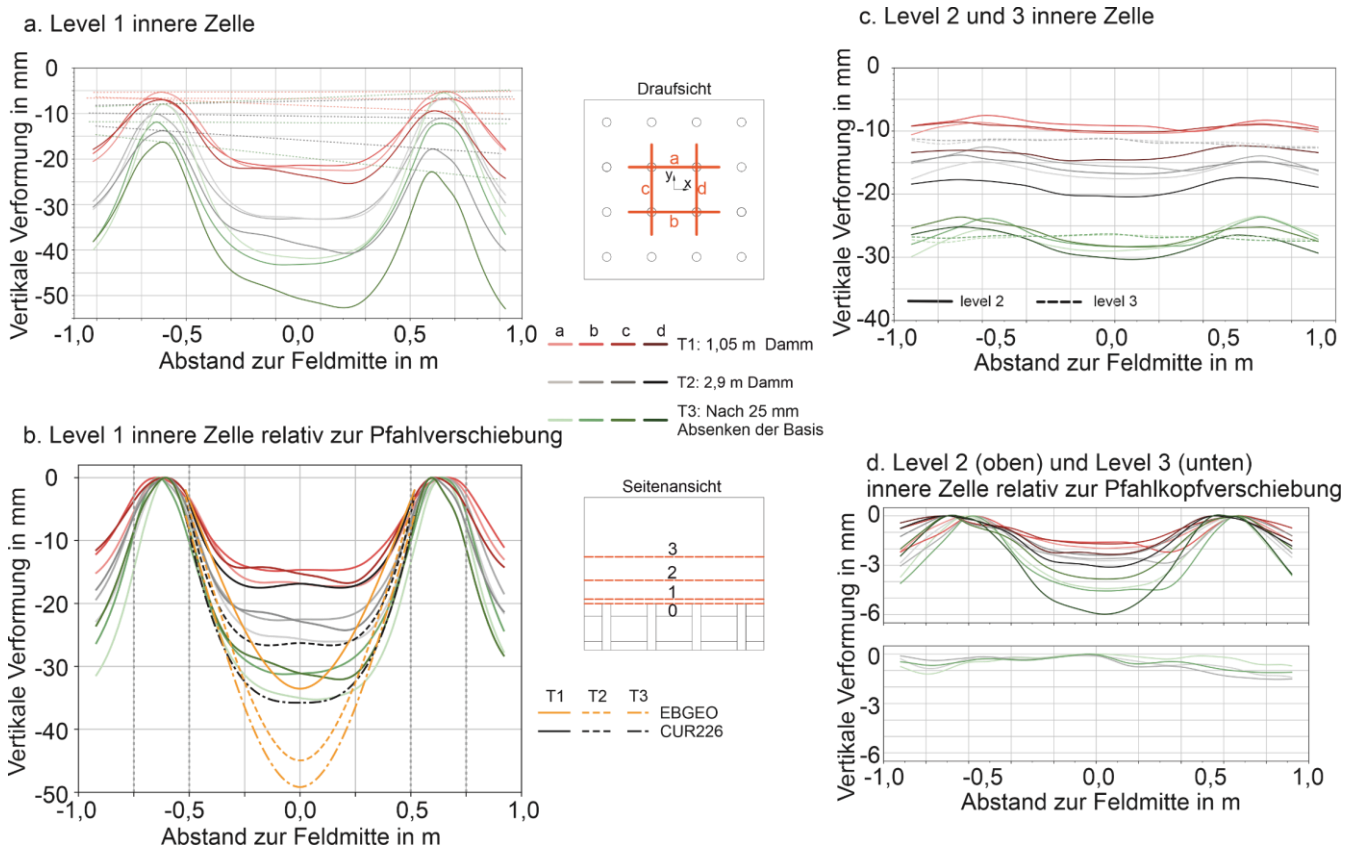 a. Level 1 innere Zelle
Vertikale Verformung in mm
0
-10
-20
-30
-40
-50
-1,0 -0,5 0,0 0,5 1,0
Abstand zur Feldmitte in m
Draufsicht
a
y
c x d
b
a b c d
T1: 1,05 m Damm
T2: 2,9 m Damm
T3: Nach 25 mm
Absenken der Basis
c. Level 2 und 3 innere Zelle
Vertikale Verformung in mm
0
-10
-20
-30
-40
level 2 level 3
-1,0 -0,5 0,0 0,5 1,0
Abstand zur Feldmitte in m
b. Level 1 innere Zelle relativ zur Pfahlverschiebung
Vertikale Verformung in mm
0
-10
-20
-30
-40
-50
-1,0 -0,5 0,0 0,5 1,0
Abstand zur Feldmitte in m
Seitenansicht
3
2
1
0
T1 T2 T3
EBGEO
CUR226
d. Level 2 (oben) und Level 3 (unten)
innere Zelle relativ zur Pfahlkopfverschiebung
Vertikale Verformung in mm
0
-3
-6
0
-3
-6
-1,0 -0,5 0,0 0,5 1,0
Abstand zur Feldmitte in m